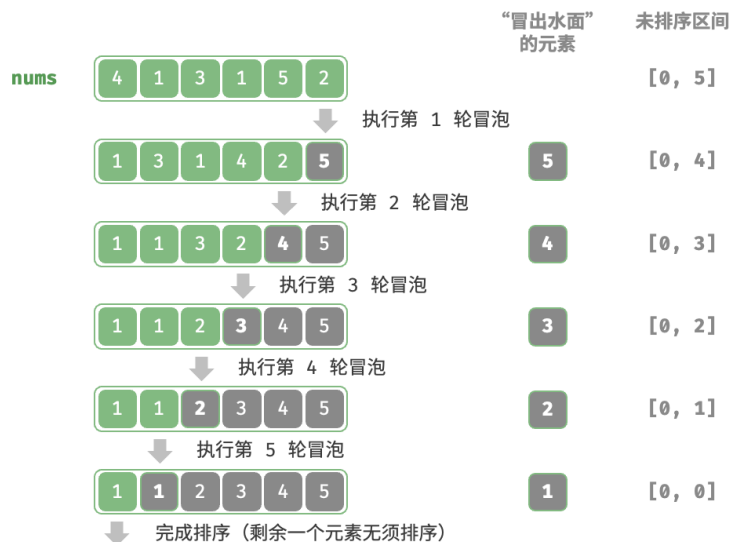 “冒出水面” 未排序区间
的元素
nums 4 1 3 1 5 2 [0, 5]
执行第 1 轮冒泡
1 3 1 4 2 5 5 [0, 4]
执行第 2 轮冒泡
1 1 3 2 4 5 4 [0, 3]
执行第 3 轮冒泡
1 1 2 3 4 5 3 [0, 2]
执行第 4 轮冒泡
1 1 2 3 4 5 2 [0, 1]
执行第 5 轮冒泡
1 1 2 3 4 5 1 [0, 0]
完成排序（剩余一个元素无须排序）